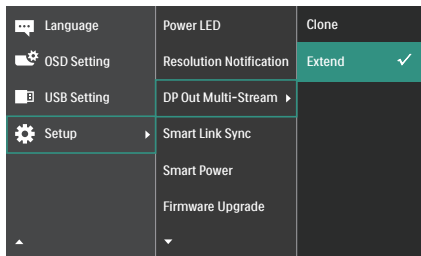 Language
OSD Setting
USB Setting
Setup
Power LED
Resolution Notification
DP Out Multi-Stream
Smart Link Sync
Smart Power
Firmware Upgrade
Clone
Extend